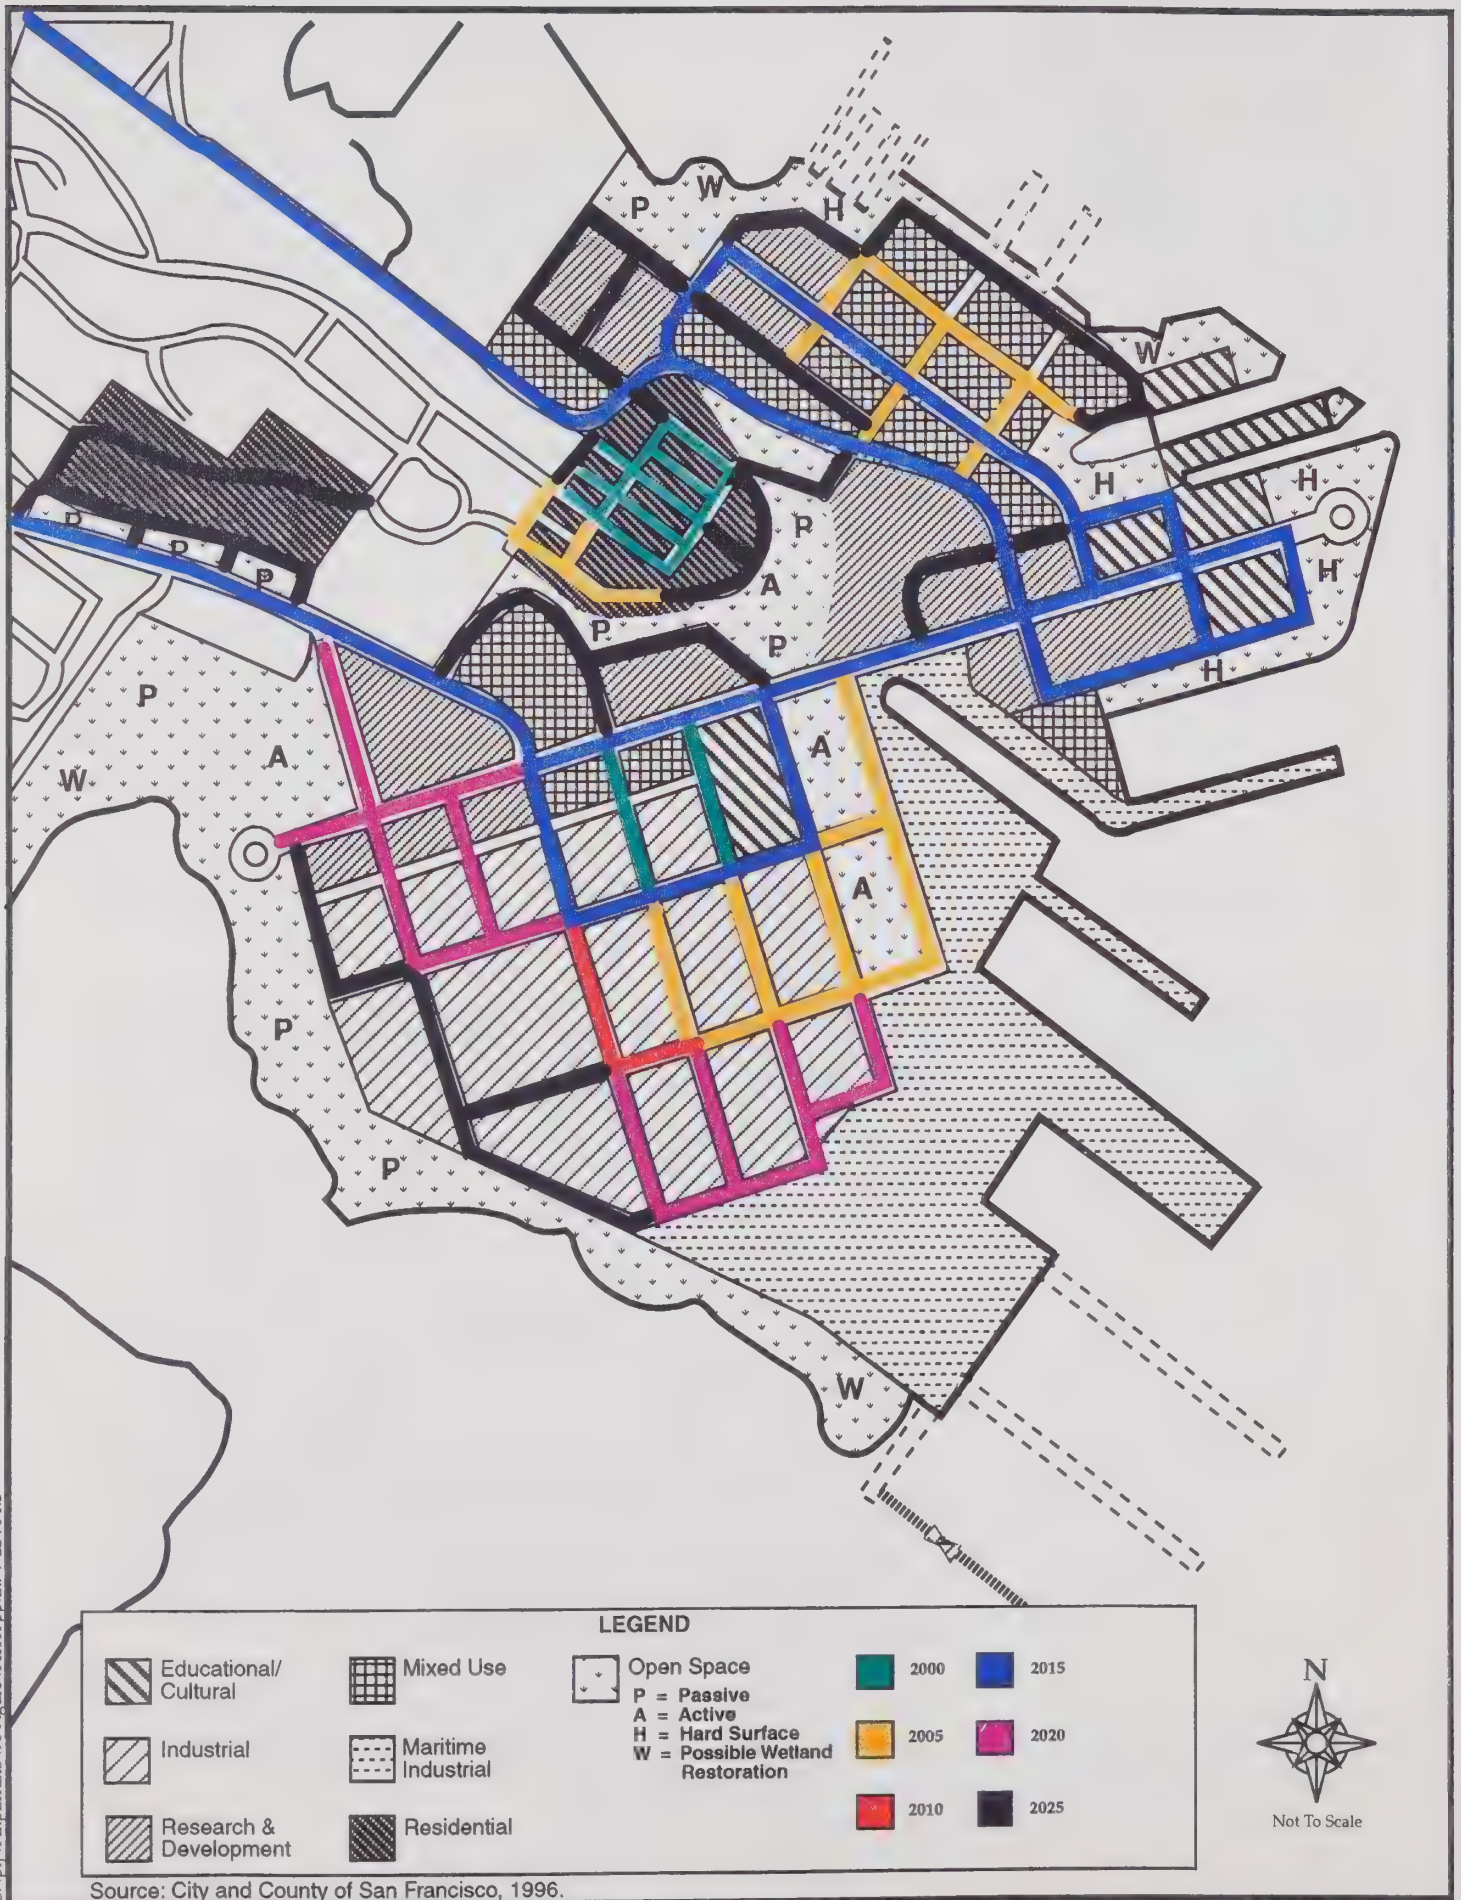 W
P
H
W
H
H
P
P
P
P
A
H
P
P
H
P
A
A
W
A
P
P
W
LEGEND
Educational/
Cultural
Industrial
Research &
Development
Mixed Use
Maritime
Industrial
Residential
Open Space
P = Passive
A = Active
H = Hard Surface
W = Possible Wetland
Restoration
2000
2005
2010
2015
2020
2025
N
Not To Scale
Source: City and County of San Francisco, 1996.